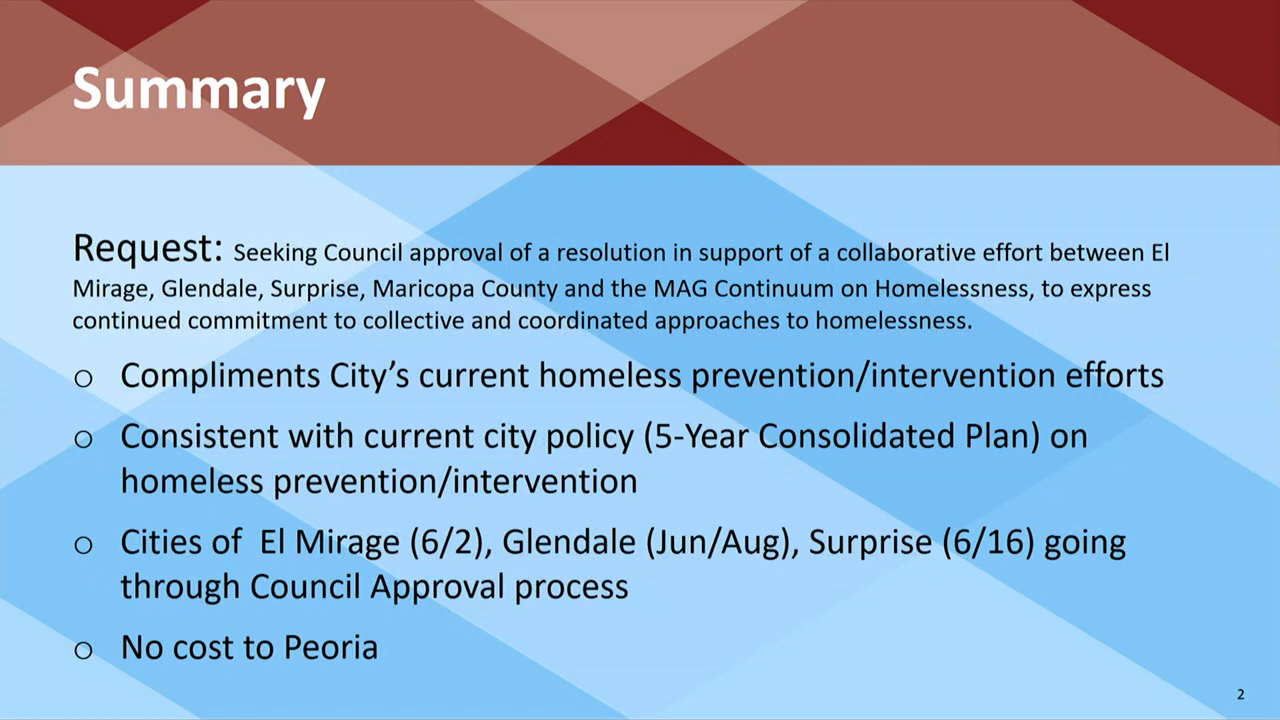 Summary
Request: Seeking Council approval of a resolution in support of a collaborative effort between El
Mirage, Glendale, Surprise, Maricopa County and the MAG Continuum on Homelessness, to express
continued commitment to collective and coordinated approaches to homelessness.
o Compliments City’s current homeless prevention/intervention efforts
o Consistent with current city policy (5-Year Consolidated Plan) on
homeless prevention/intervention
o Cities of  El Mirage (6/2), Glendale (Jun/Aug), Surprise (6/16) going
through Council Approval process
o No cost to Peoria
2